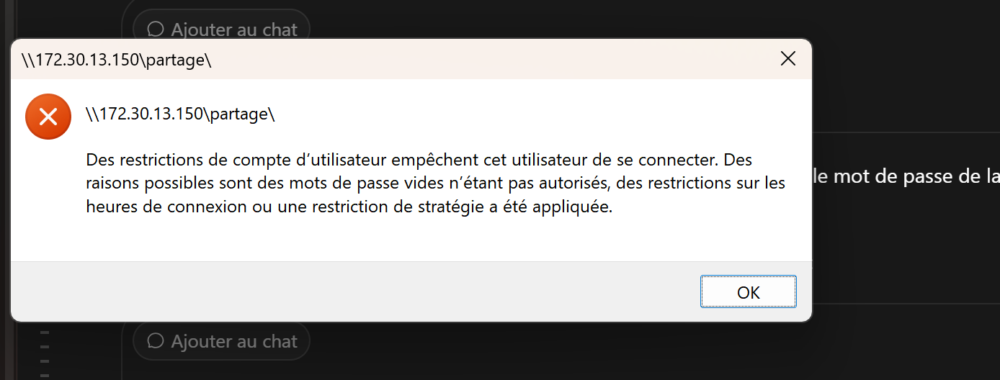 Ajouter au chat
\\172.30.13.150\partage\
\\172.30.13.150\partage\
Des restrictions de compte d’utilisateur empêchent cet utilisateur de se connecter. Des
raisons possibles sont des mots de passe vides n’étant pas autorisés, des restrictions sur les
heures de connexion ou une restriction de stratégie a été appliquée.
le mot de passe de la
OK
Ajouter au chat